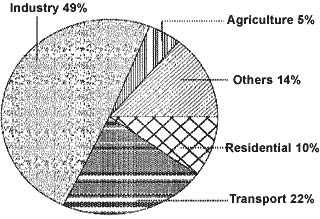 Industry 49%
Agriculture 5%
Others 14%
Residential 10%
Transport 22%